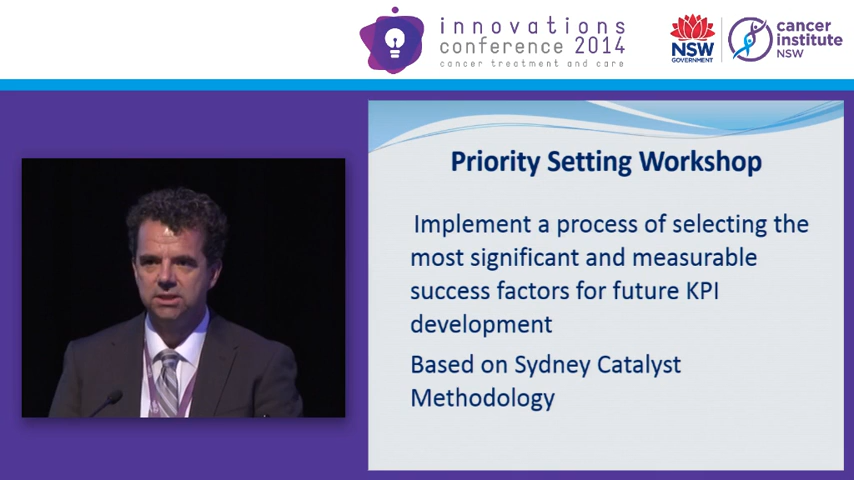 innovations
conference 2014
cancer treatment and care
NSW
GOVERNMENT
cancer
institute
NSW
Priority Setting Workshop
Implement a process of selecting the
most significant and measurable
success factors for future KPI
development
Based on Sydney Catalyst
Methodology